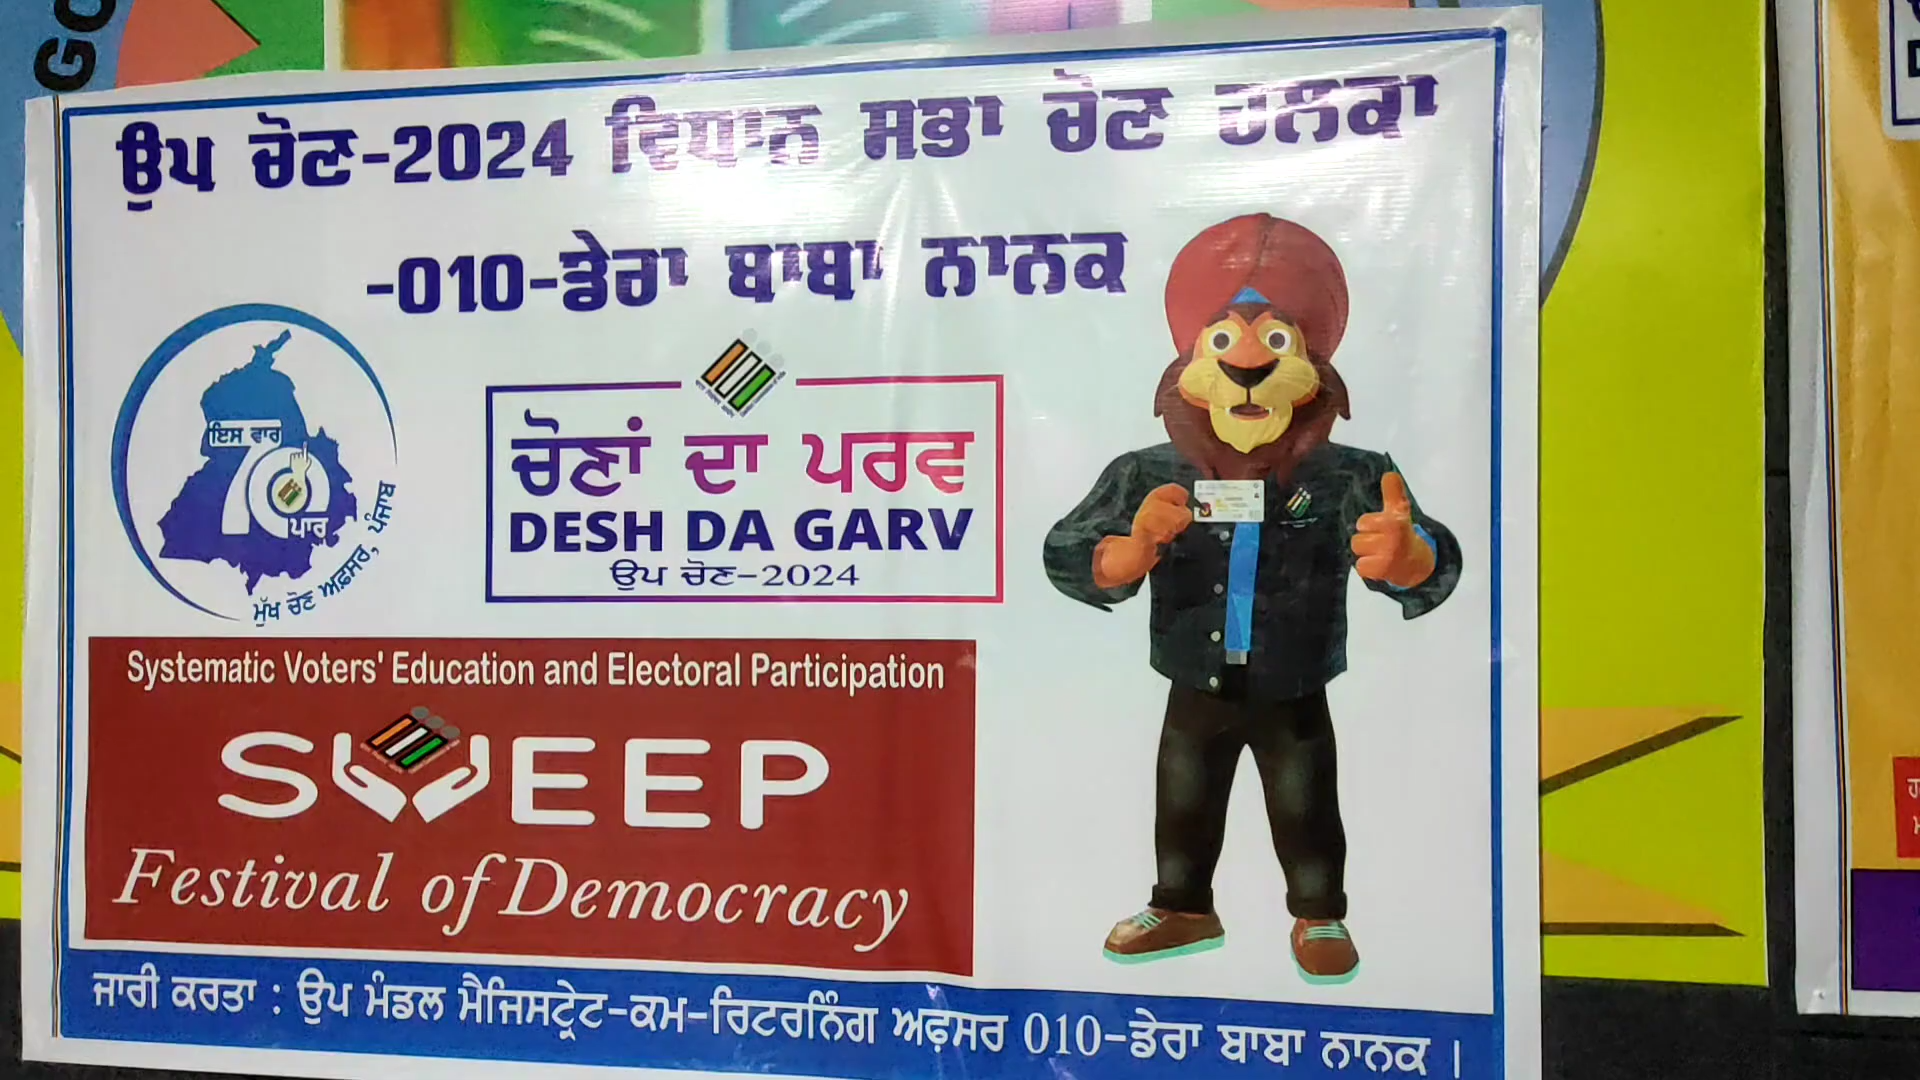 ਉਪ ਚੋਣ-2024 ਵਿਧਾਨ ਸਭਾ ਚੋਣ ਹਲਕਾ
-010-ਡੇਰਾ ਬਾਬਾ ਨਾਨਕ
ਇਸ ਵਾਰ
70
ਪਾਰ
ਮੁੱਖ ਚੋਣ ਅਫ਼ਸਰ, ਪੰਜਾਬ
ਚੋਣਾਂ ਦਾ ਪਰਵ
DESH DA GARV
ਉਪ ਚੋਣ-2024
Systematic Voters' Education and Electoral Participation
SWEEP
Festival of Democracy
ਜਾਰੀ ਕਰਤਾ : ਉਪ ਮੰਡਲ ਮੈਜਿਸਟ੍ਰੇਟ-ਕਮ-ਰਿਟਰਨਿੰਗ ਅਫ਼ਸਰ 010-ਡੇਰਾ ਬਾਬਾ ਨਾਨਕ ।